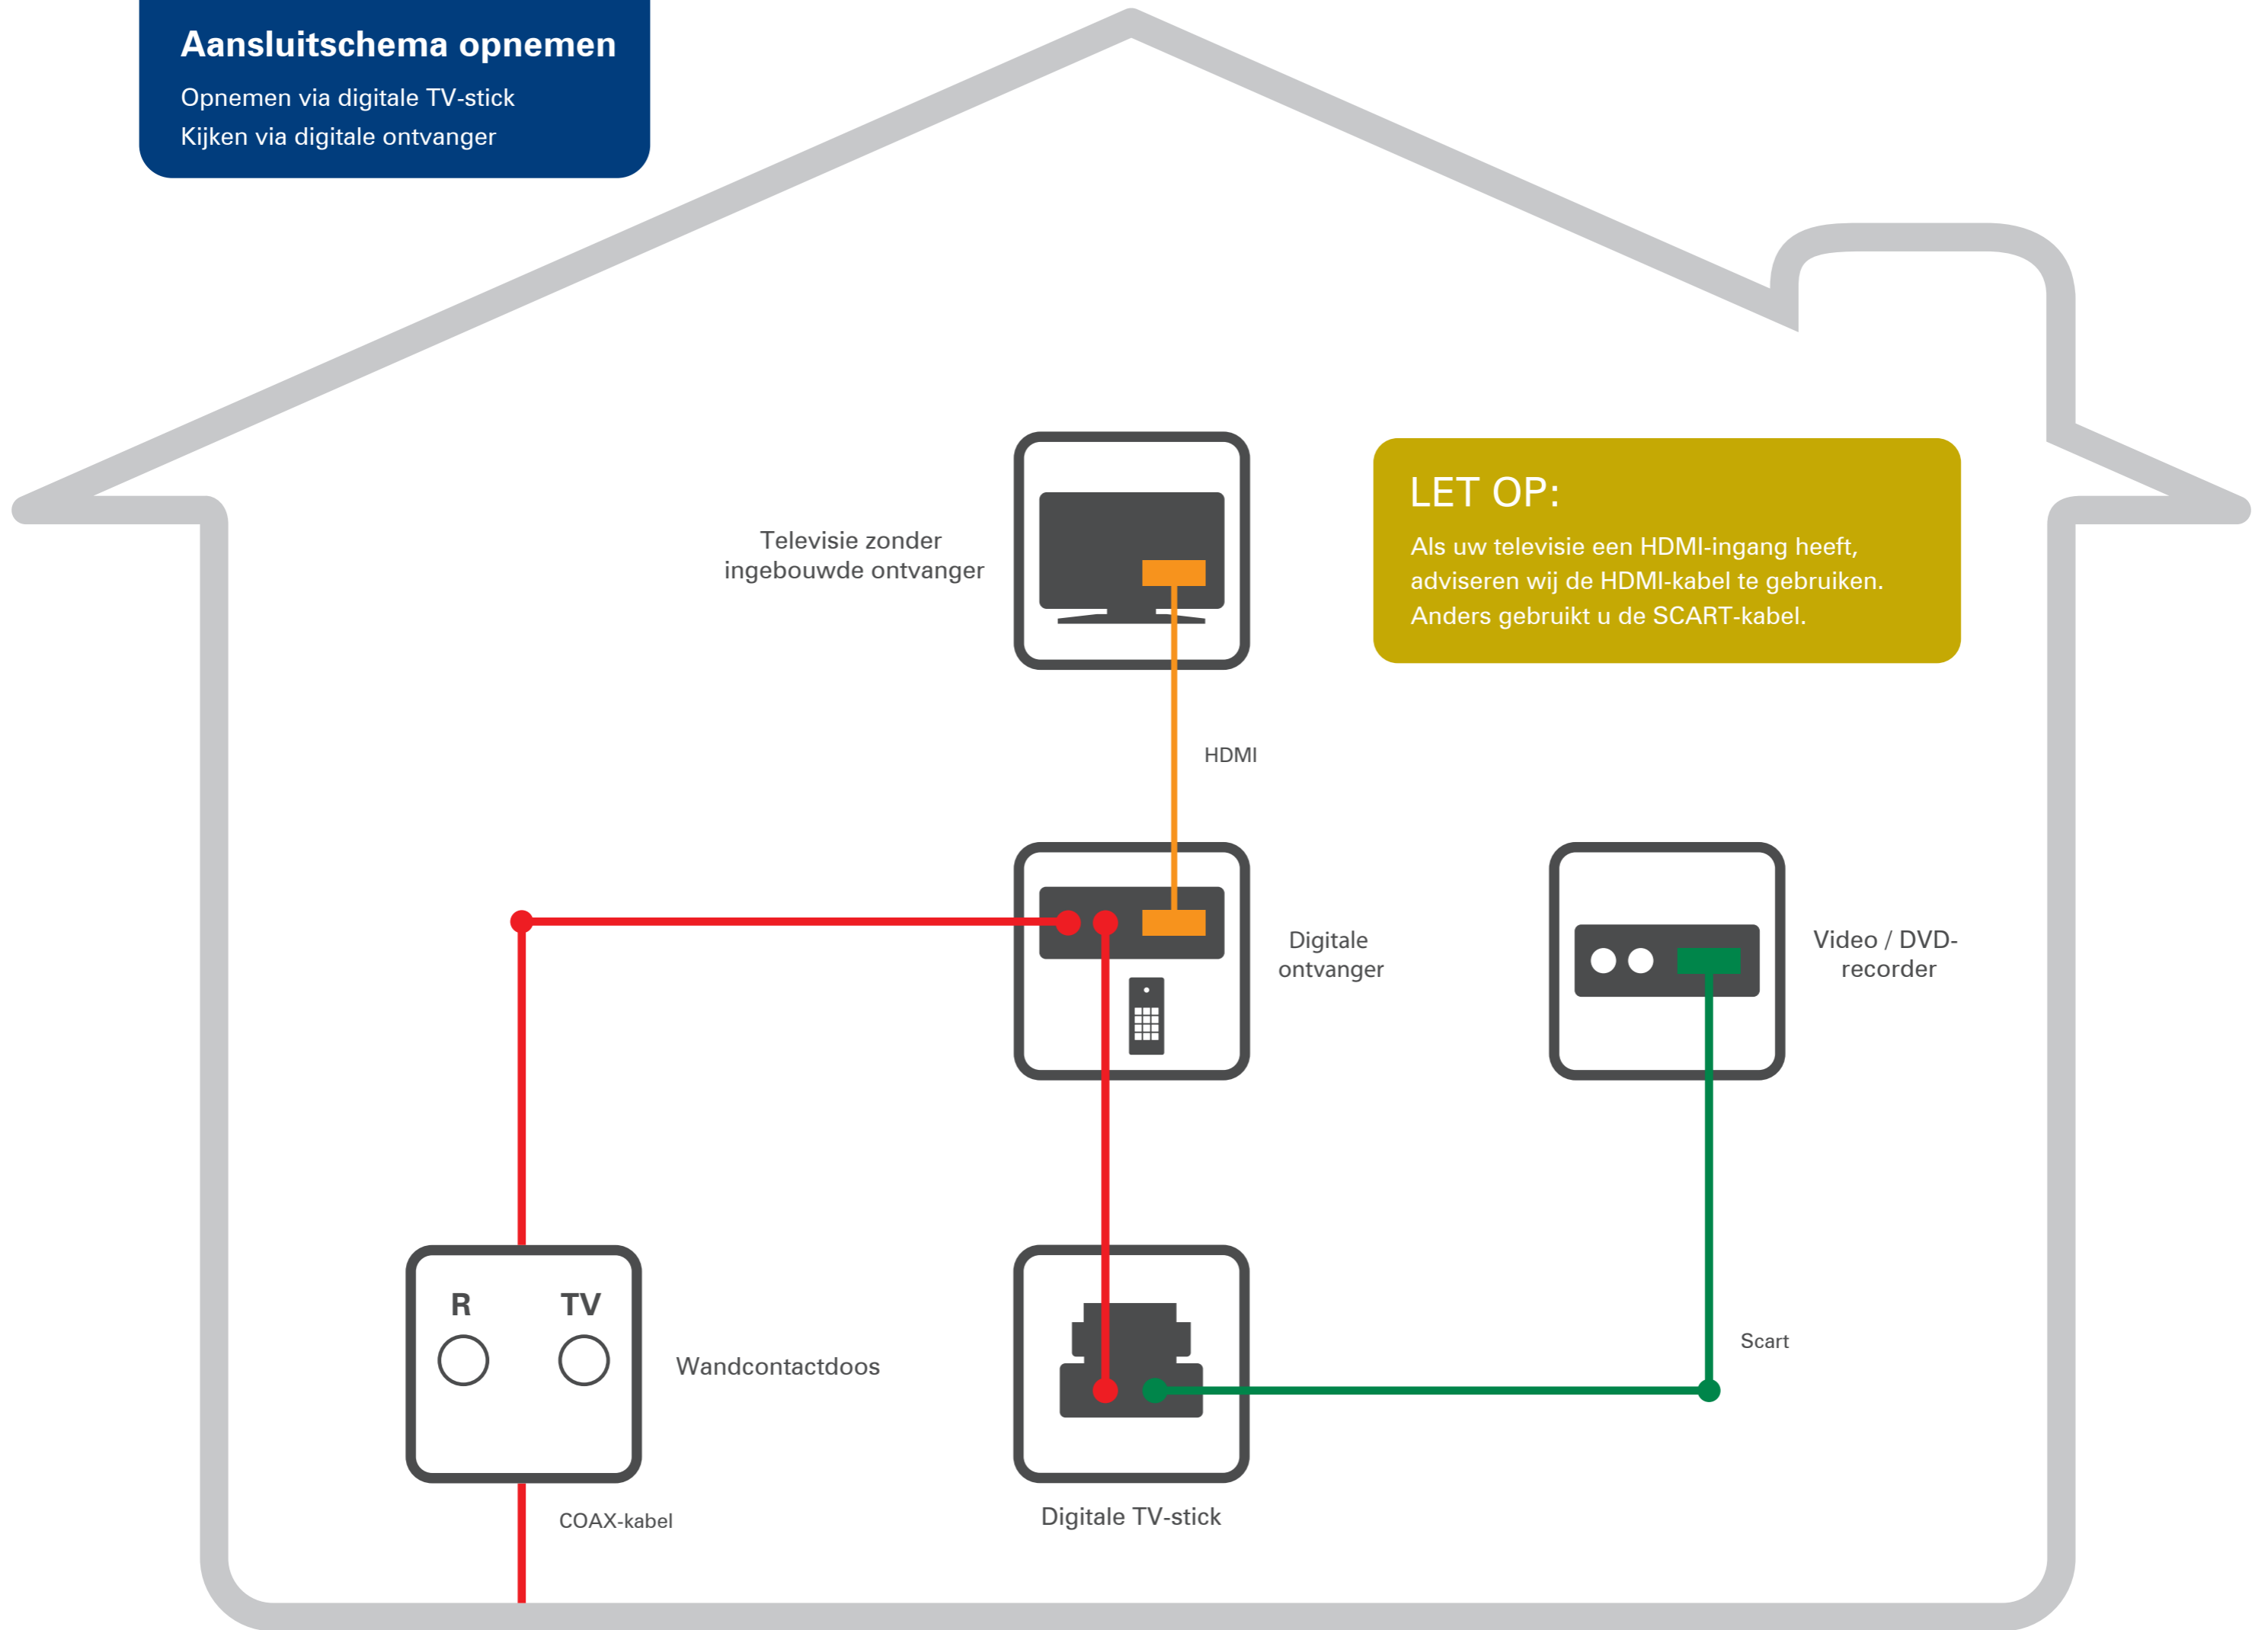 Aansluitschema opnemen
Opnemen via digitale TV-stick
Kijken via digitale ontvanger
Televisie zonder
ingebouwde ontvanger
LET OP:
Als uw televisie een HDMI-ingang heeft,
adviseren wij de HDMI-kabel te gebruiken.
Anders gebruikt u de SCART-kabel.
HDMI
Digitale
ontvanger
Video / DVD-
recorder
R TV
Wandcontactdoos
Scart
COAX-kabel
Digitale TV-stick